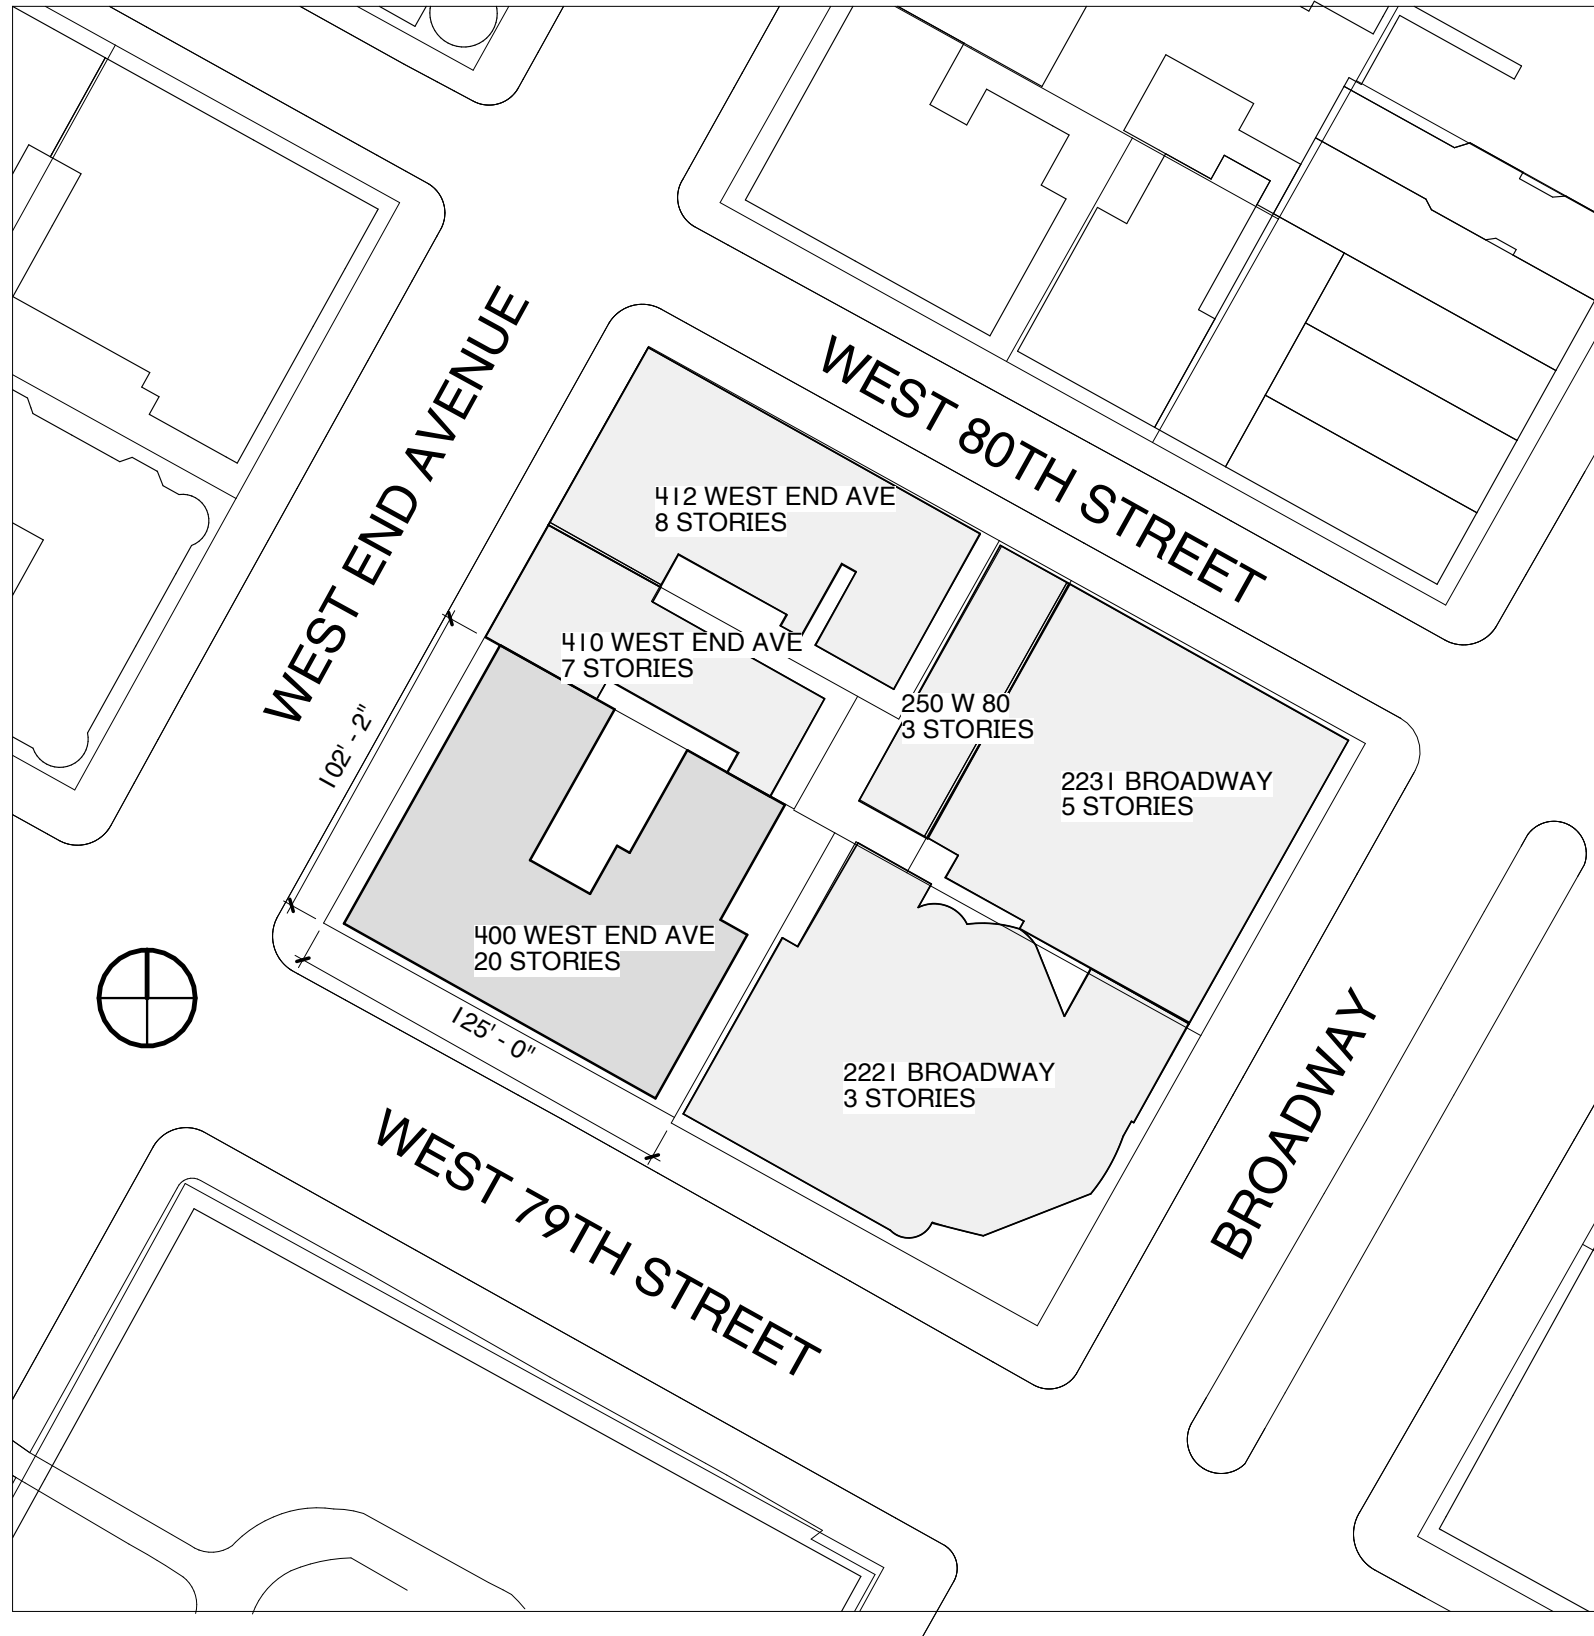 WEST END AVENUE
WEST 80TH STREET
412 WEST END AVE
8 STORIES
410 WEST END AVE
7 STORIES
250 W 80
3 STORIES
2231 BROADWAY
5 STORIES
102' - 2"
400 WEST END AVE
20 STORIES
125' - 0"
2221 BROADWAY
3 STORIES
BROADWAY
WEST 79TH STREET